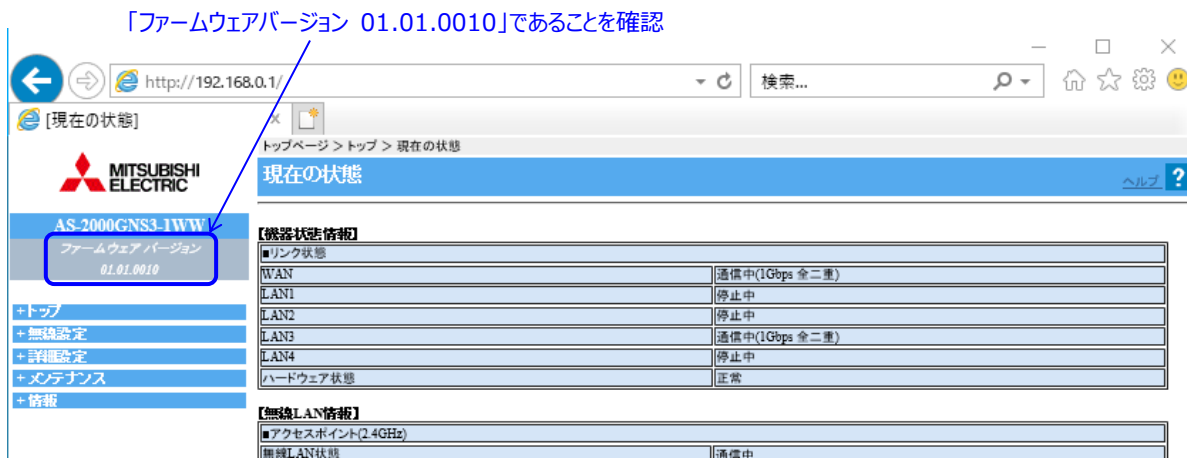 「ファームウェアバージョン 01.01.0010」であることを確認
http://192.168.0.1/
検索...
[現在の状態]
トップページ > トップ > 現在の状態
MITSUBISHI
ELECTRIC
現在の状態
ヘルプ ?
AS-2000GNS3-1WW
ファームウェア バージョン
01.01.0010
+トップ
+無線設定
+詳細設定
+メンテナンス
+情報
【機器状態情報】
■リンク状態
WAN 通信中(1Gbps 全二重)
LAN1 停止中
LAN2 停止中
LAN3 通信中(1Gbps 全二重)
LAN4 停止中
ハードウェア状態 正常
【無線LAN情報】
■アクセスポイント(2.4GHz)
無線LAN状態 通信中